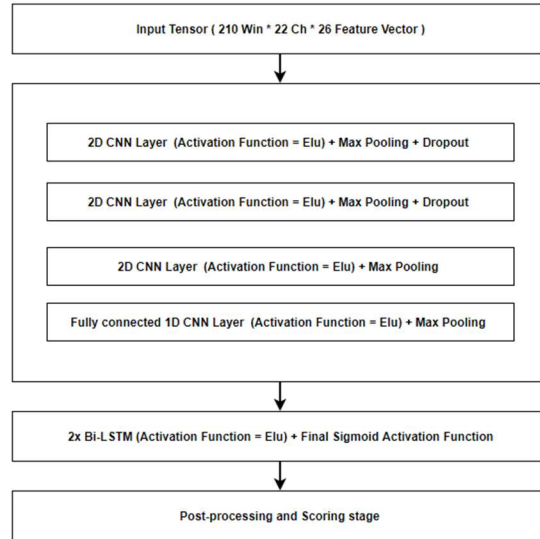 Input Tensor ( 210 Win * 22 Ch * 26 Feature Vector )
2D CNN Layer (Activation Function = Elu) + Max Pooling + Dropout
2D CNN Layer (Activation Function = Elu) + Max Pooling + Dropout
2D CNN Layer (Activation Function = Elu) + Max Pooling
Fully connected 1D CNN Layer (Activation Function = Elu) + Max Pooling
2x Bi-LSTM (Activation Function = Elu) + Final Sigmoid Activation Function
Post-processing and Scoring stage